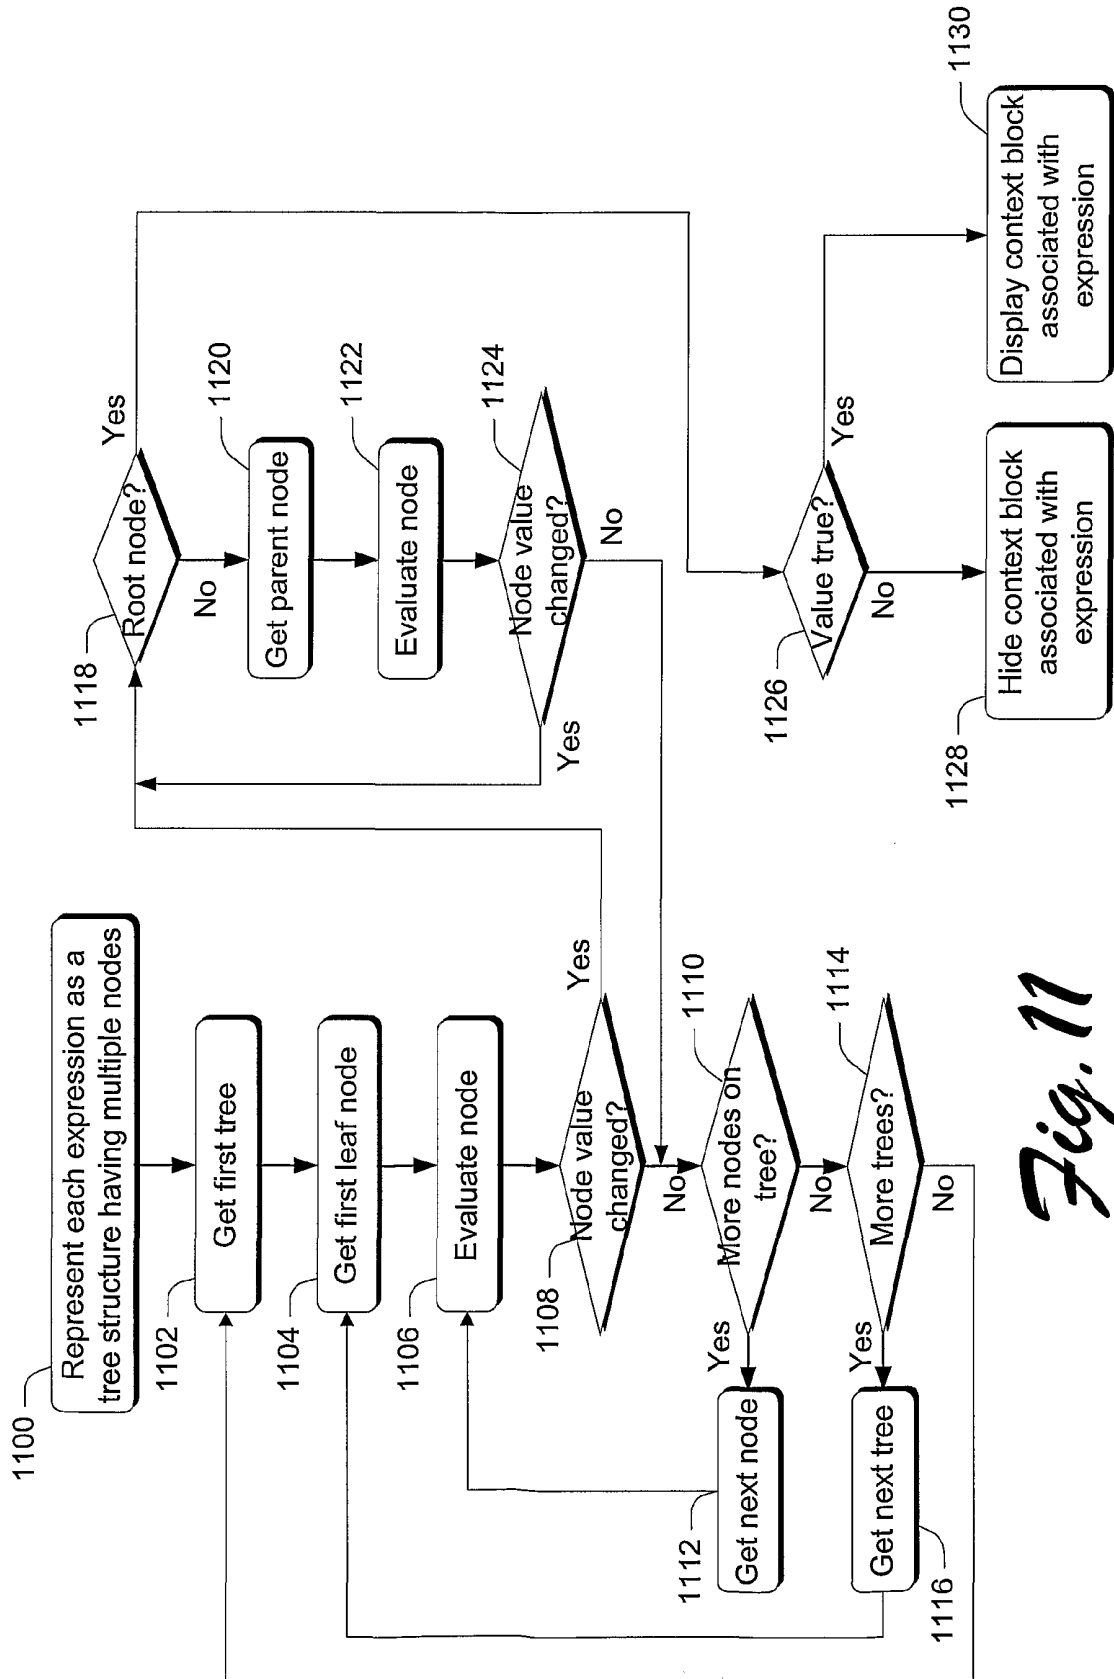 1100
Represent each expression as a
tree structure having multiple nodes
1102
Get first tree
1104
Get first leaf node
1106
Evaluate node
1108
Node value
changed?
Yes
No
1110
More nodes on
tree?
Yes
No
1112
Get next node
1114
More trees?
Yes
No
1116
Get next tree
1118
Root node?
Yes
No
1120
Get parent node
1122
Evaluate node
1124
Node value
changed?
Yes
No
1126
Value true?
Yes
No
1128
Hide context block
associated with
expression
1130
Display context block
associated with
expression
Fig. 11